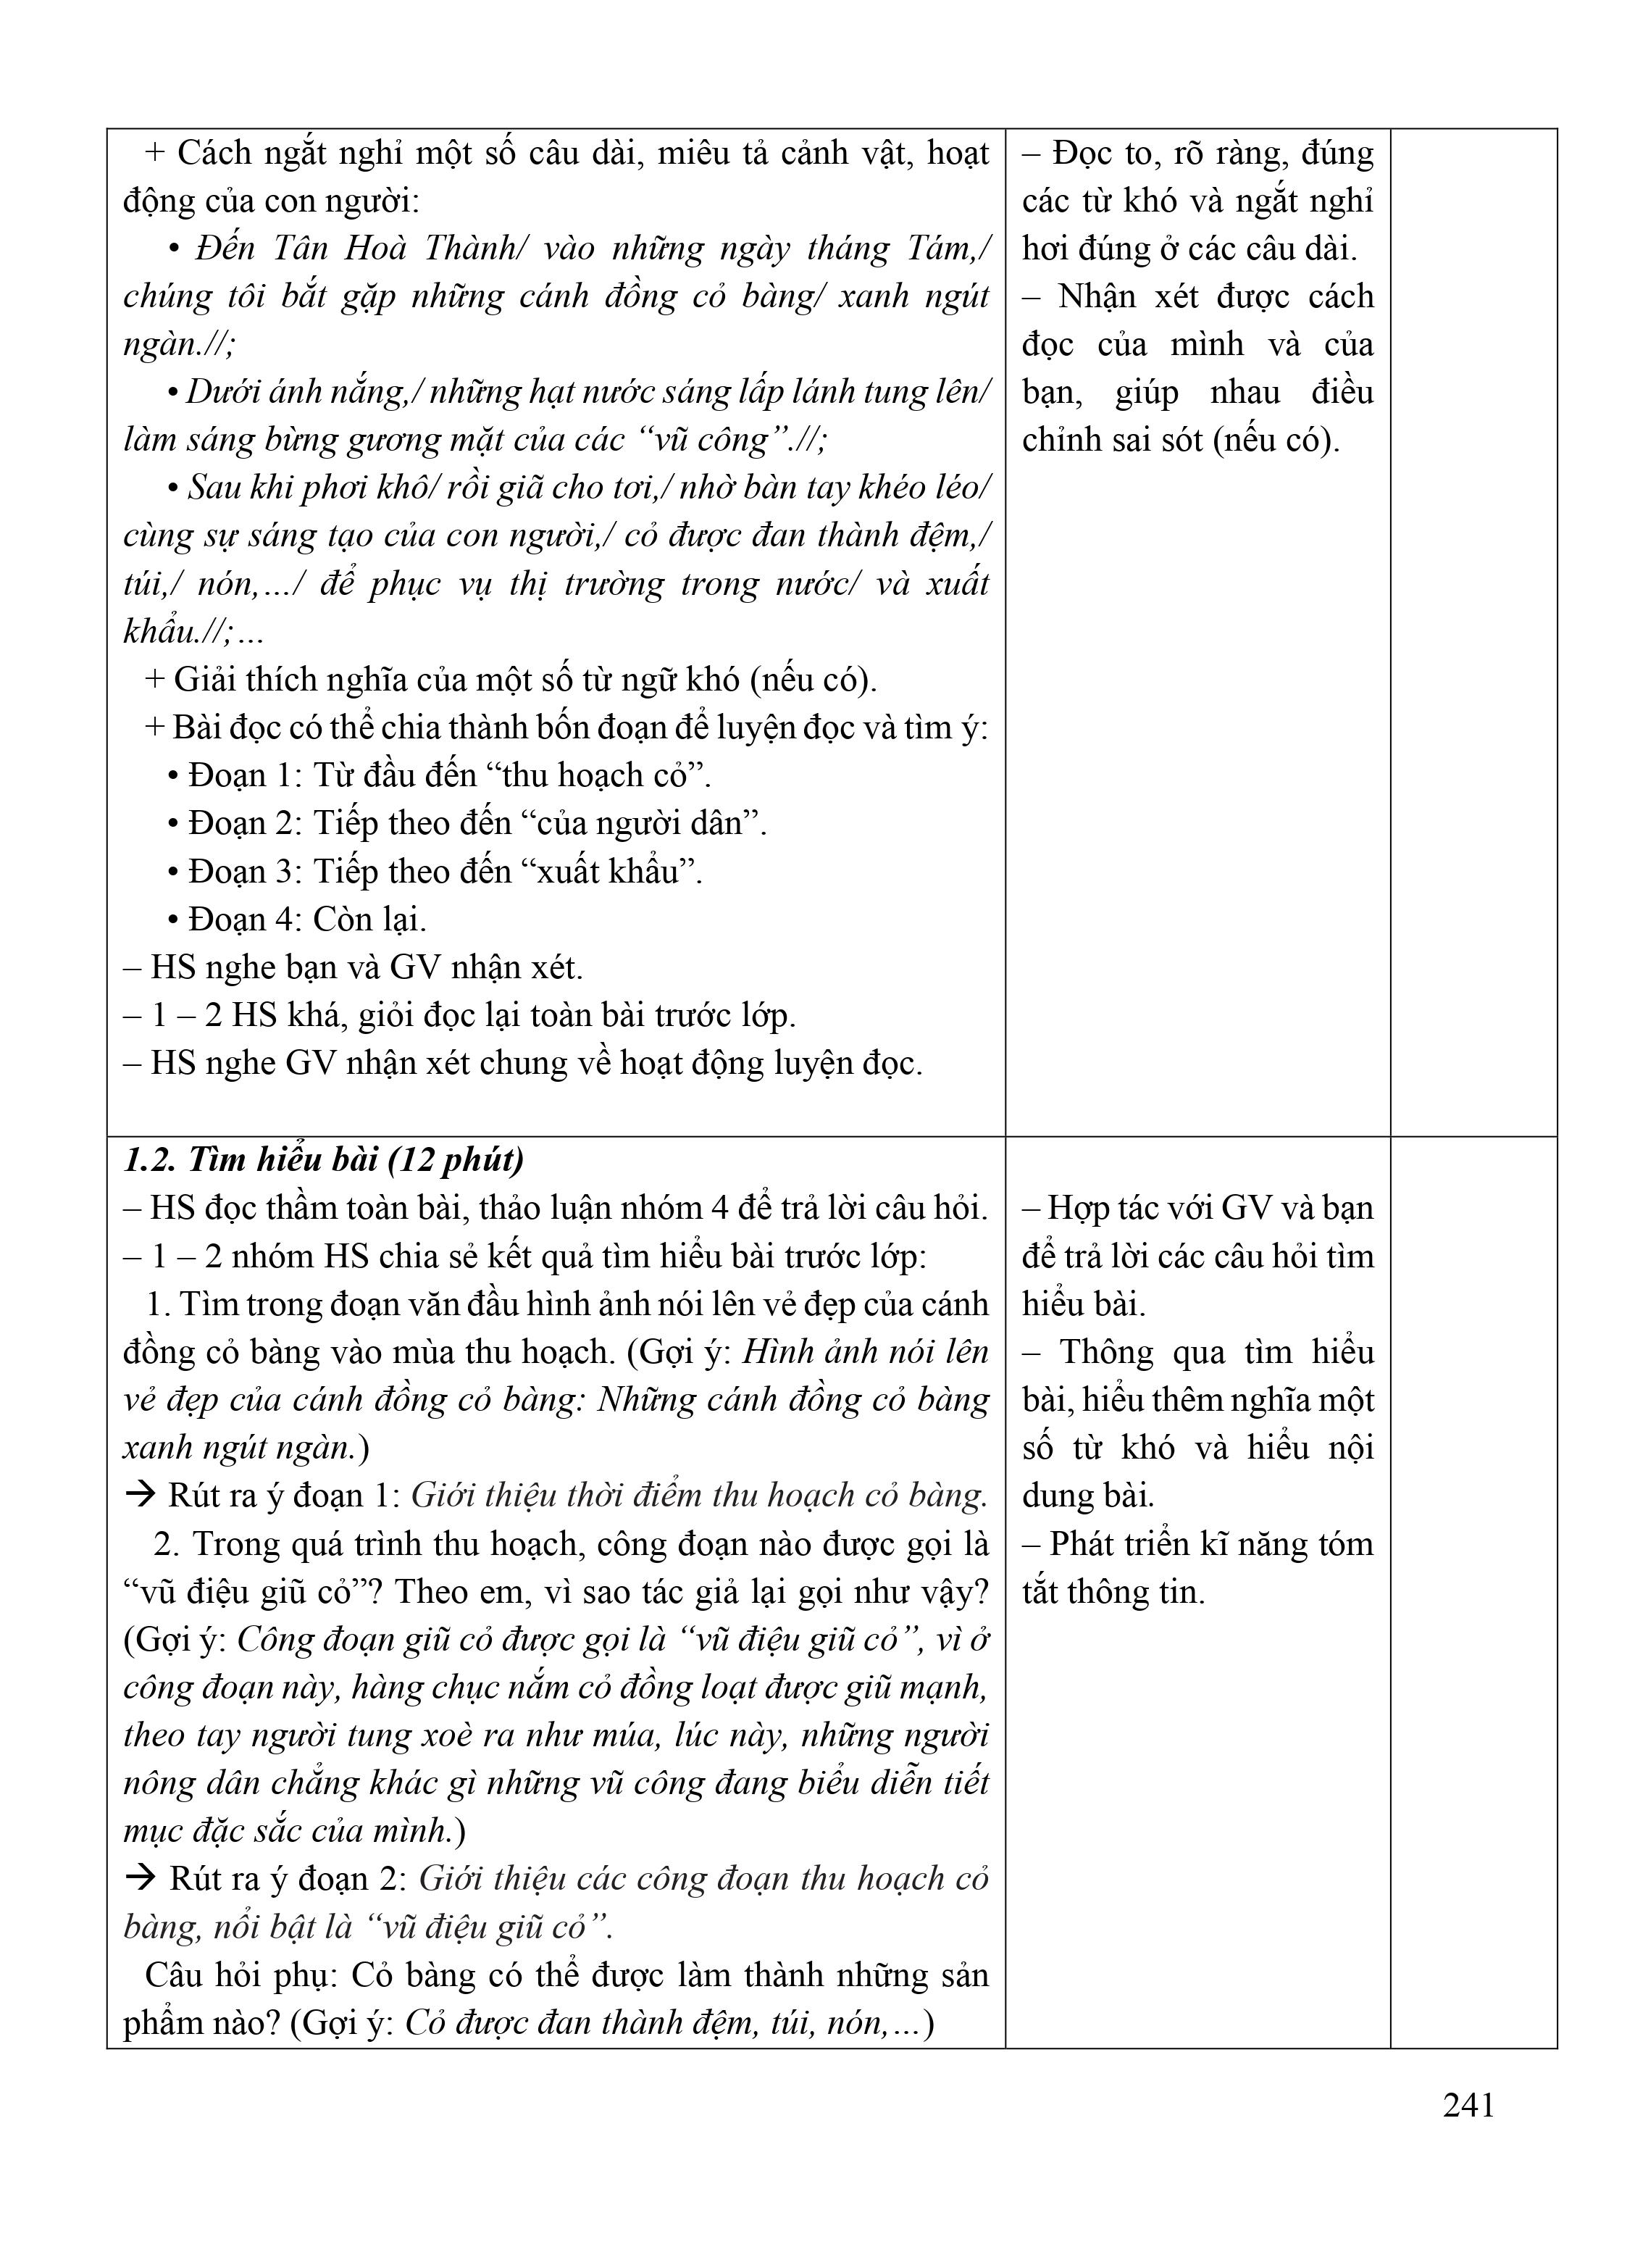 + Cách ngắt nghỉ một số câu dài, miêu tả cảnh vật, hoạt
động của con người:
• Đến Tân Hoà Thành/ vào những ngày tháng Tám,/
chúng tôi bắt gặp những cánh đồng cỏ bàng/ xanh ngút
ngàn.//;
• Dưới ánh nắng,/ những hạt nước sáng lấp lánh tung lên/
làm sáng bừng gương mặt của các “vũ công”.//;
• Sau khi phơi khô/ rồi giã cho tơi,/ nhờ bàn tay khéo léo/
cùng sự sáng tạo của con người,/ cỏ được đan thành đệm,/
túi,/ nón,…/ để phục vụ thị trường trong nước/ và xuất
khẩu.//;…
+ Giải thích nghĩa của một số từ ngữ khó (nếu có).
+ Bài đọc có thể chia thành bốn đoạn để luyện đọc và tìm ý:
• Đoạn 1: Từ đầu đến “thu hoạch cỏ”.
• Đoạn 2: Tiếp theo đến “của người dân”.
• Đoạn 3: Tiếp theo đến “xuất khẩu”.
• Đoạn 4: Còn lại.
– HS nghe bạn và GV nhận xét.
– 1 – 2 HS khá, giỏi đọc lại toàn bài trước lớp.
– HS nghe GV nhận xét chung về hoạt động luyện đọc.
– Đọc to, rõ ràng, đúng
các từ khó và ngắt nghỉ
hơi đúng ở các câu dài.
– Nhận xét được cách
đọc của mình và của
bạn, giúp nhau điều
chỉnh sai sót (nếu có).
1.2. Tìm hiểu bài (12 phút)
– HS đọc thầm toàn bài, thảo luận nhóm 4 để trả lời câu hỏi.
– 1 – 2 nhóm HS chia sẻ kết quả tìm hiểu bài trước lớp:
1. Tìm trong đoạn văn đầu hình ảnh nói lên vẻ đẹp của cánh
đồng cỏ bàng vào mùa thu hoạch. (Gợi ý: Hình ảnh nói lên
vẻ đẹp của cánh đồng cỏ bàng: Những cánh đồng cỏ bàng
xanh ngút ngàn.)
→ Rút ra ý đoạn 1: Giới thiệu thời điểm thu hoạch cỏ bàng.
2. Trong quá trình thu hoạch, công đoạn nào được gọi là
“vũ điệu giũ cỏ”? Theo em, vì sao tác giả lại gọi như vậy?
(Gợi ý: Công đoạn giũ cỏ được gọi là “vũ điệu giũ cỏ”, vì ở
công đoạn này, hàng chục nắm cỏ đồng loạt được giũ mạnh,
theo tay người tung xoè ra như múa, lúc này, những người
nông dân chẳng khác gì những vũ công đang biểu diễn tiết
mục đặc sắc của mình.)
→ Rút ra ý đoạn 2: Giới thiệu các công đoạn thu hoạch cỏ
bàng, nổi bật là “vũ điệu giũ cỏ”.
Câu hỏi phụ: Cỏ bàng có thể được làm thành những sản
phẩm nào? (Gợi ý: Cỏ được đan thành đệm, túi, nón,…)
– Hợp tác với GV và bạn
để trả lời các câu hỏi tìm
hiểu bài.
– Thông qua tìm hiểu
bài, hiểu thêm nghĩa một
số từ khó và hiểu nội
dung bài.
– Phát triển kĩ năng tóm
tắt thông tin.
241